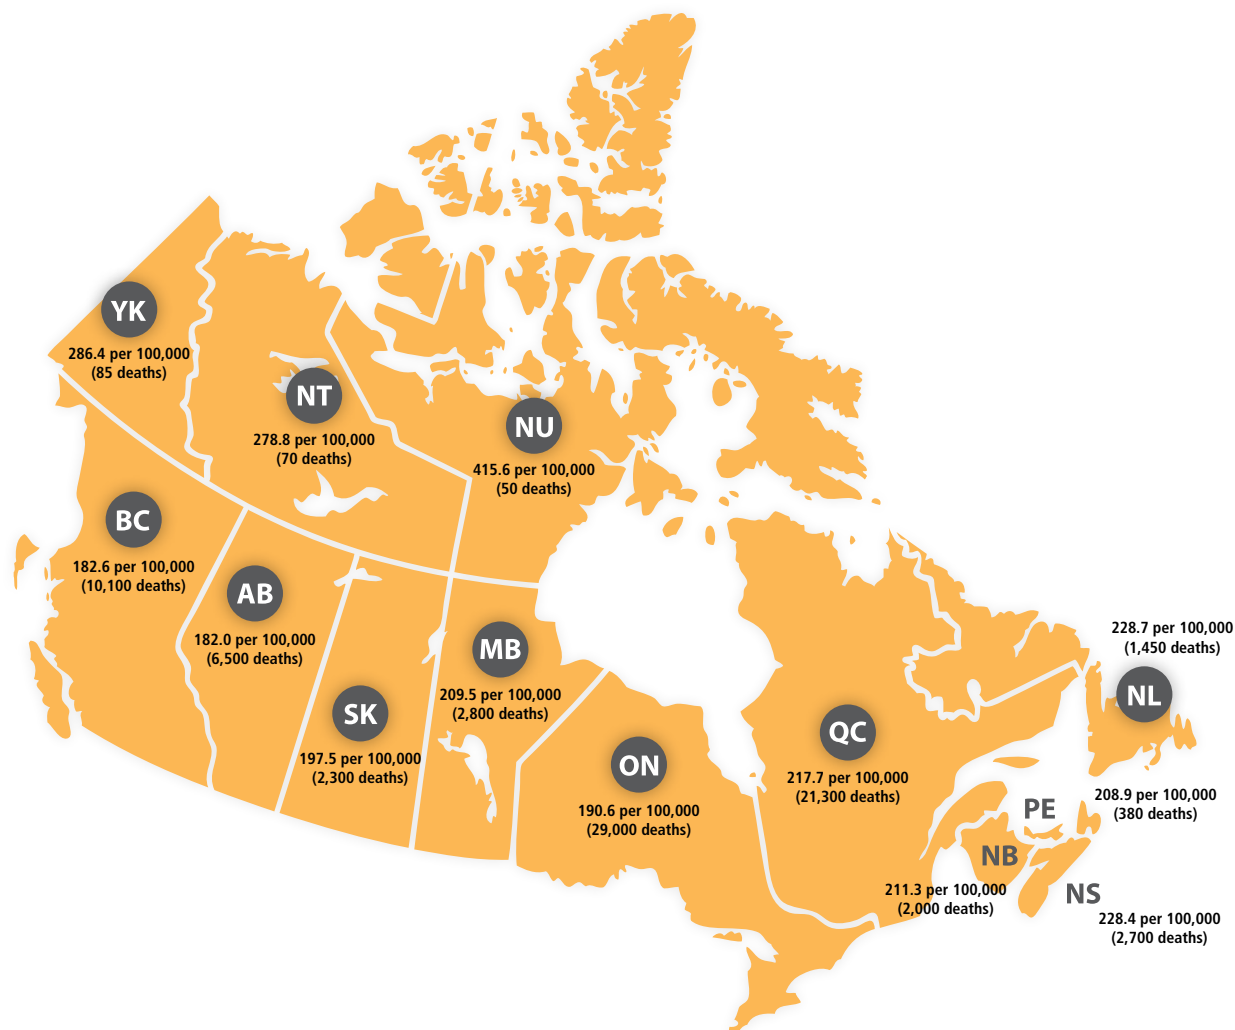 YK
286.4 per 100,000
(85 deaths)
NT
278.8 per 100,000
(70 deaths)
NU
415.6 per 100,000
(50 deaths)
BC
182.6 per 100,000
(10,100 deaths)
AB
182.0 per 100,000
(6,500 deaths)
SK
197.5 per 100,000
(2,300 deaths)
MB
209.5 per 100,000
(2,800 deaths)
ON
190.6 per 100,000
(29,000 deaths)
QC
217.7 per 100,000
(21,300 deaths)
228.7 per 100,000
(1,450 deaths)
NL
PE
208.9 per 100,000
(380 deaths)
NB
211.3 per 100,000
(2,000 deaths)
NS
228.4 per 100,000
(2,700 deaths)